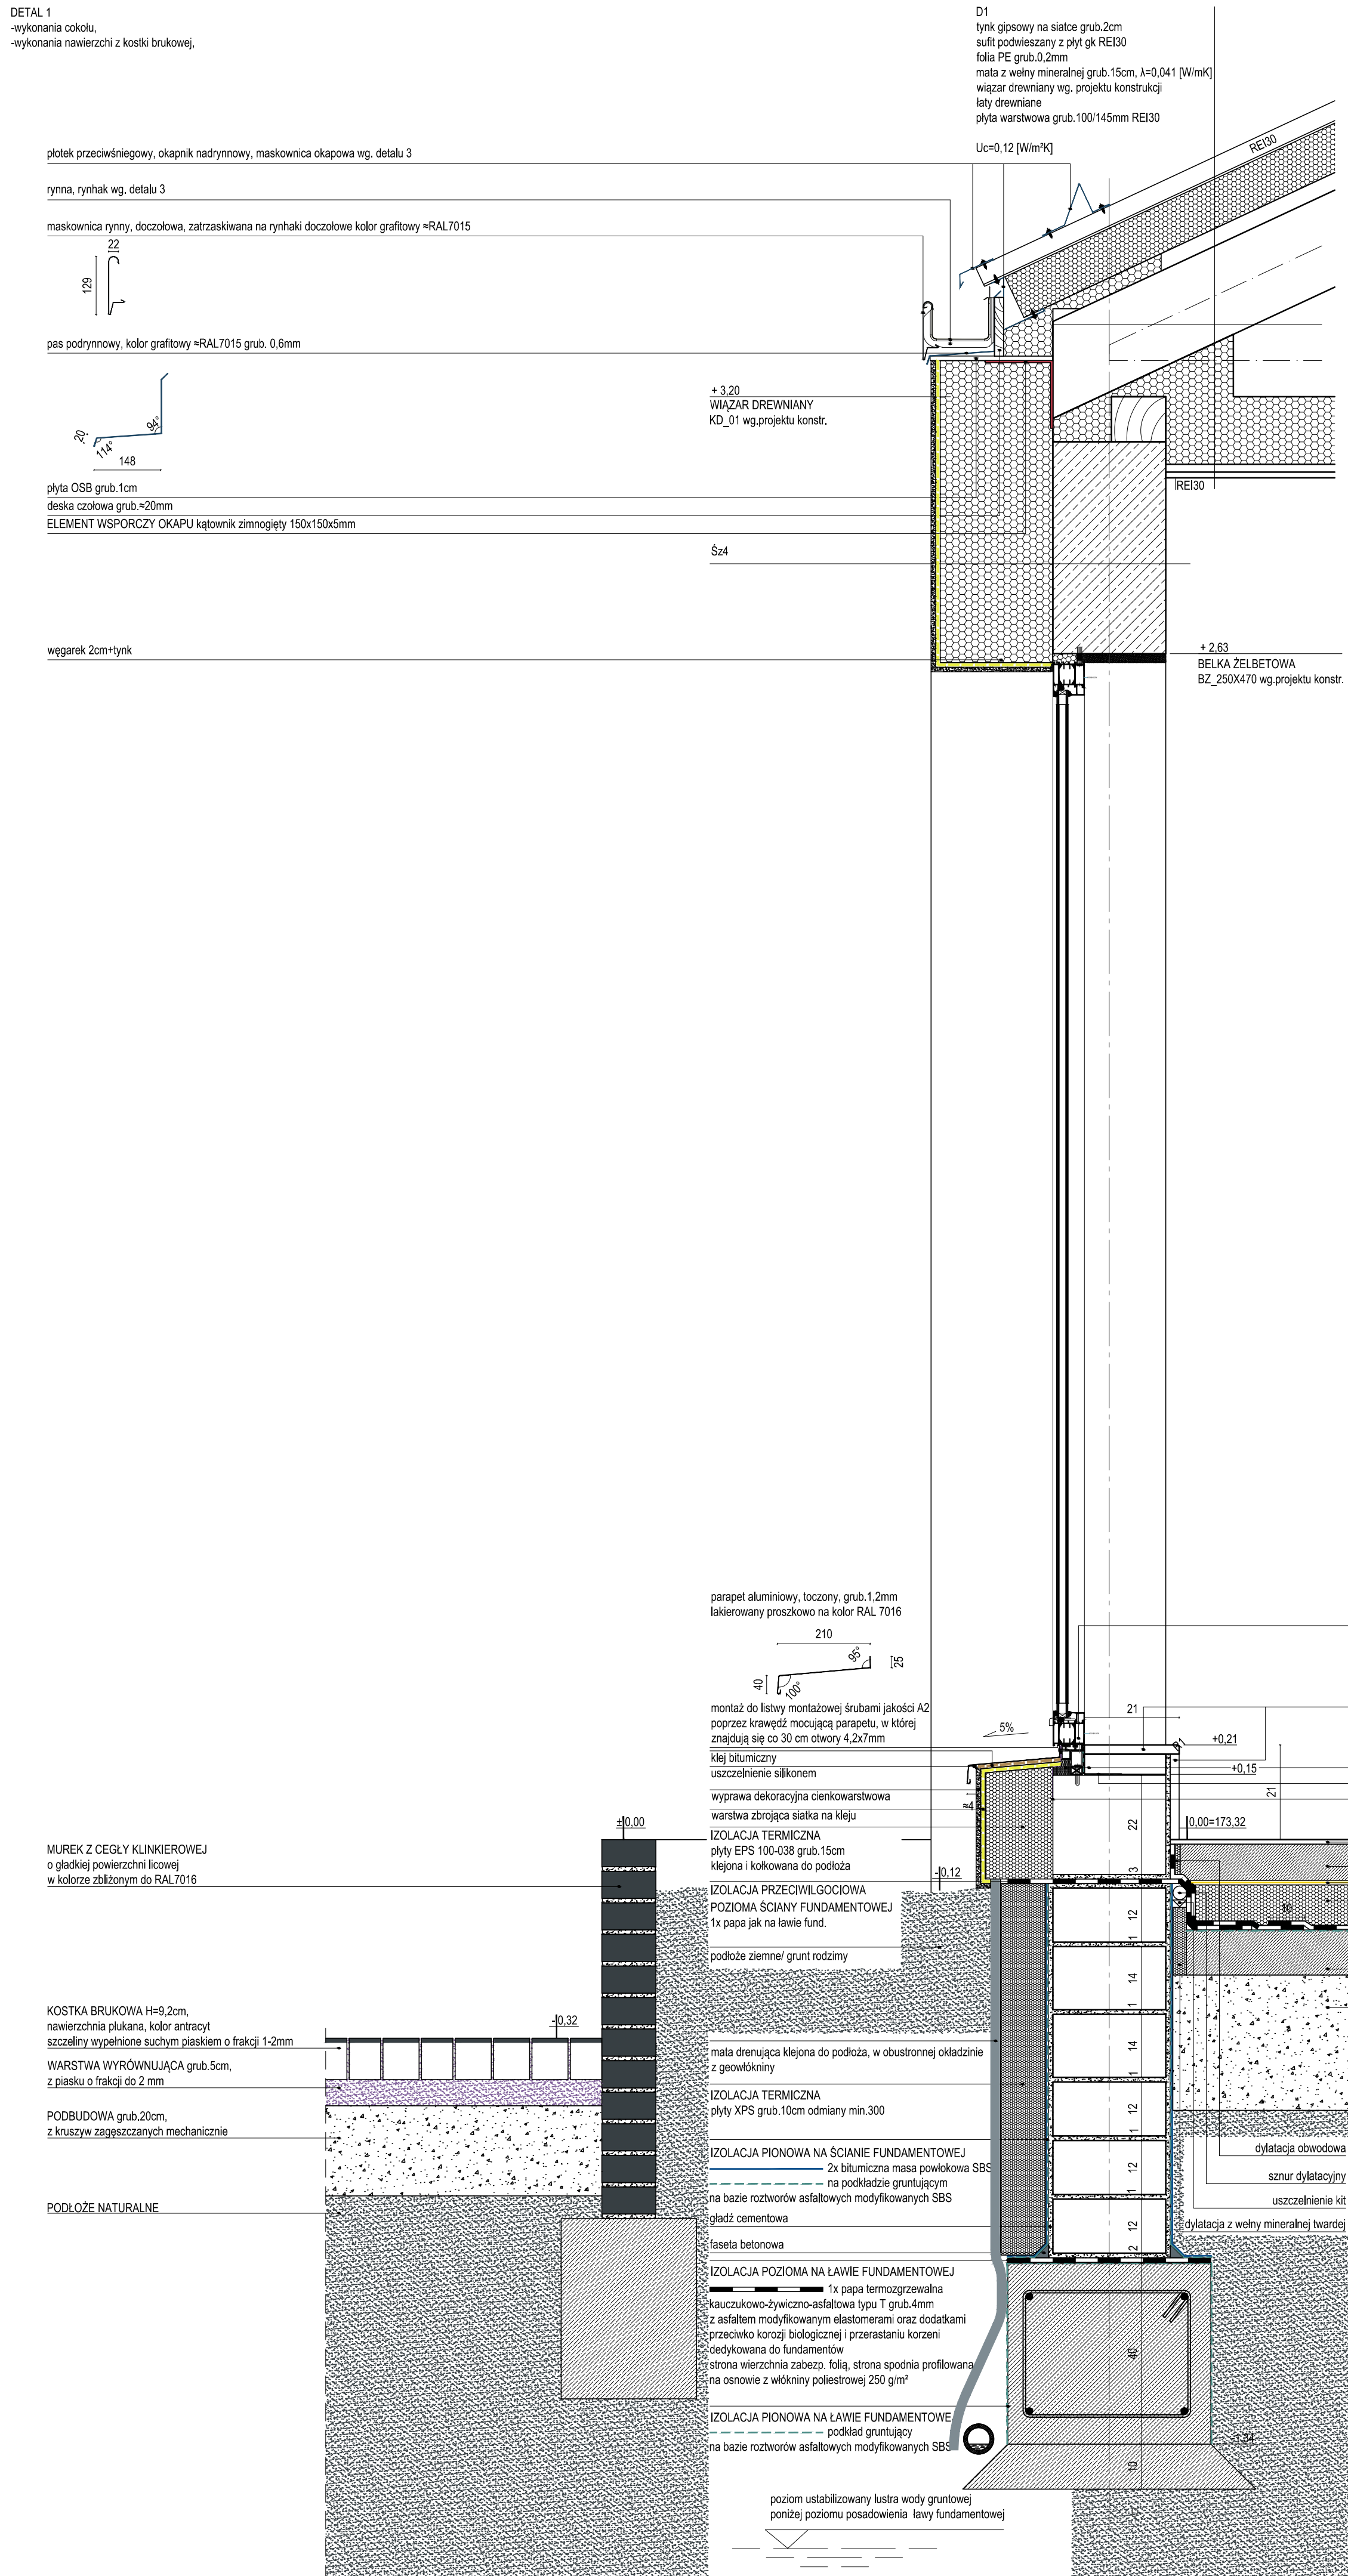 DETAL 1
-wykonania cokołu,
-wykonania nawierzchi z kostki brukowej,
D1
tynk gipsowy na siatce grub.2cm
sufit podwieszany z płyt gk REI30
folia PE grub.0,2mm
mata z wełny mineralnej grub.15cm, λ=0,041 [W/mK]
wiązar drewniany wg. projektu konstrukcji
łaty drewniane
płyta warstwowa grub.100/145mm REI30
Uc=0,12 [W/m²K]
REI30
płotek przeciwśniegowy, okapnik nadrynnowy, maskownica okapowa wg. detalu 3
rynna, rynhak wg. detalu 3
maskownica rynny, doczołowa, zatrzaskiwana na rynhaki doczołowe kolor grafitowy ≈RAL7015
22
129
pas podrynnowy, kolor grafitowy ≈RAL7015 grub. 0,6mm
20
114°
94°
148
+ 3,20
WIĄZAR DREWNIANY
KD_01 wg.projektu konstr.
płyta OSB grub.1cm
deska czołowa grub.≈20mm
ELEMENT WSPORCZY OKAPU kątownik zimnogięty 150x150x5mm
REI30
Śz4
węgarek 2cm+tynk
+ 2,63
BELKA ŻELBETOWA
BZ_250X470 wg.projektu konstr.
parapet aluminiowy, toczony, grub.1,2mm
lakierowany proszkowo na kolor RAL 7016
210
95°
25
40
100°
montaż do listwy montażowej śrubami jakości A2
poprzez krawędź mocującą parapetu, w której
znajdują się co 30 cm otwory 4,2x7mm
5%
21
R1
+0,21
+0,15
21
klej bitumiczny
uszczelnienie silikonem
wyprawa dekoracyjna cienkowarstwowa
warstwa zbrojąca siatka na kleju
≈4
22
0,00=173,32
IZOLACJA TERMICZNA
płyty EPS 100-038 grub.15cm
klejona i kołkowana do podłoża
±0,00
-0,12
3
IZOLACJA PRZECIWILGOCIOWA
POZIOMA ŚCIANY FUNDAMENTOWEJ
1x papa jak na ławie fund.
podłoże ziemne/ grunt rodzimy
10
12
1
14
1
14
1
12
1
12
1
12
2
MUREK Z CEGŁY KLINKIEROWEJ
o gładkiej powierzchni licowej
w kolorze zbliżonym do RAL7016
-0,32
KOSTKA BRUKOWA H=9,2cm,
nawierzchnia płukana, kolor antracyt
szczeliny wypełnione suchym piaskiem o frakcji 1-2mm
WARSTWA WYRÓWNUJĄCA grub.5cm,
z piasku o frakcji do 2 mm
PODBUDOWA grub.20cm,
z kruszyw zagęszczanych mechanicznie
PODŁOŻE NATURALNE
mata drenująca klejona do podłoża, w obustronnej okładzinie
z geowłókniny
IZOLACJA TERMICZNA
płyty XPS grub.10cm odmiany min.300
IZOLACJA PIONOWA NA ŚCIANIE FUNDAMENTOWEJ
2x bitumiczna masa powłokowa SBS
na podkładzie gruntującym
na bazie roztworów asfaltowych modyfikowanych SBS
gładź cementowa
faseta betonowa
dylatacja obwodowa
sznur dylatacyjny
uszczelnienie kit
dylatacja z wełny mineralnej twardej
IZOLACJA POZIOMA NA ŁAWIE FUNDAMENTOWEJ
1x papa termozgrzewalna
kauczukowo-żywiczno-asfaltowa typu T grub.4mm
z asfaltem modyfikowanym elastomerami oraz dodatkami
przeciwko korozji biologicznej i przerastaniu korzeni
dedykowana do fundamentów
strona wierzchnia zabezp. folią, strona spodnia profilowana
na osnowie z włókniny poliestrowej 250 g/m²
40
IZOLACJA PIONOWA NA ŁAWIE FUNDAMENTOWE
podkład gruntujący
na bazie roztworów asfaltowych modyfikowanych SBS
-1,34
10
poziom ustabilizowany lustra wody gruntowej
poniżej poziomu posadowienia ławy fundamentowej